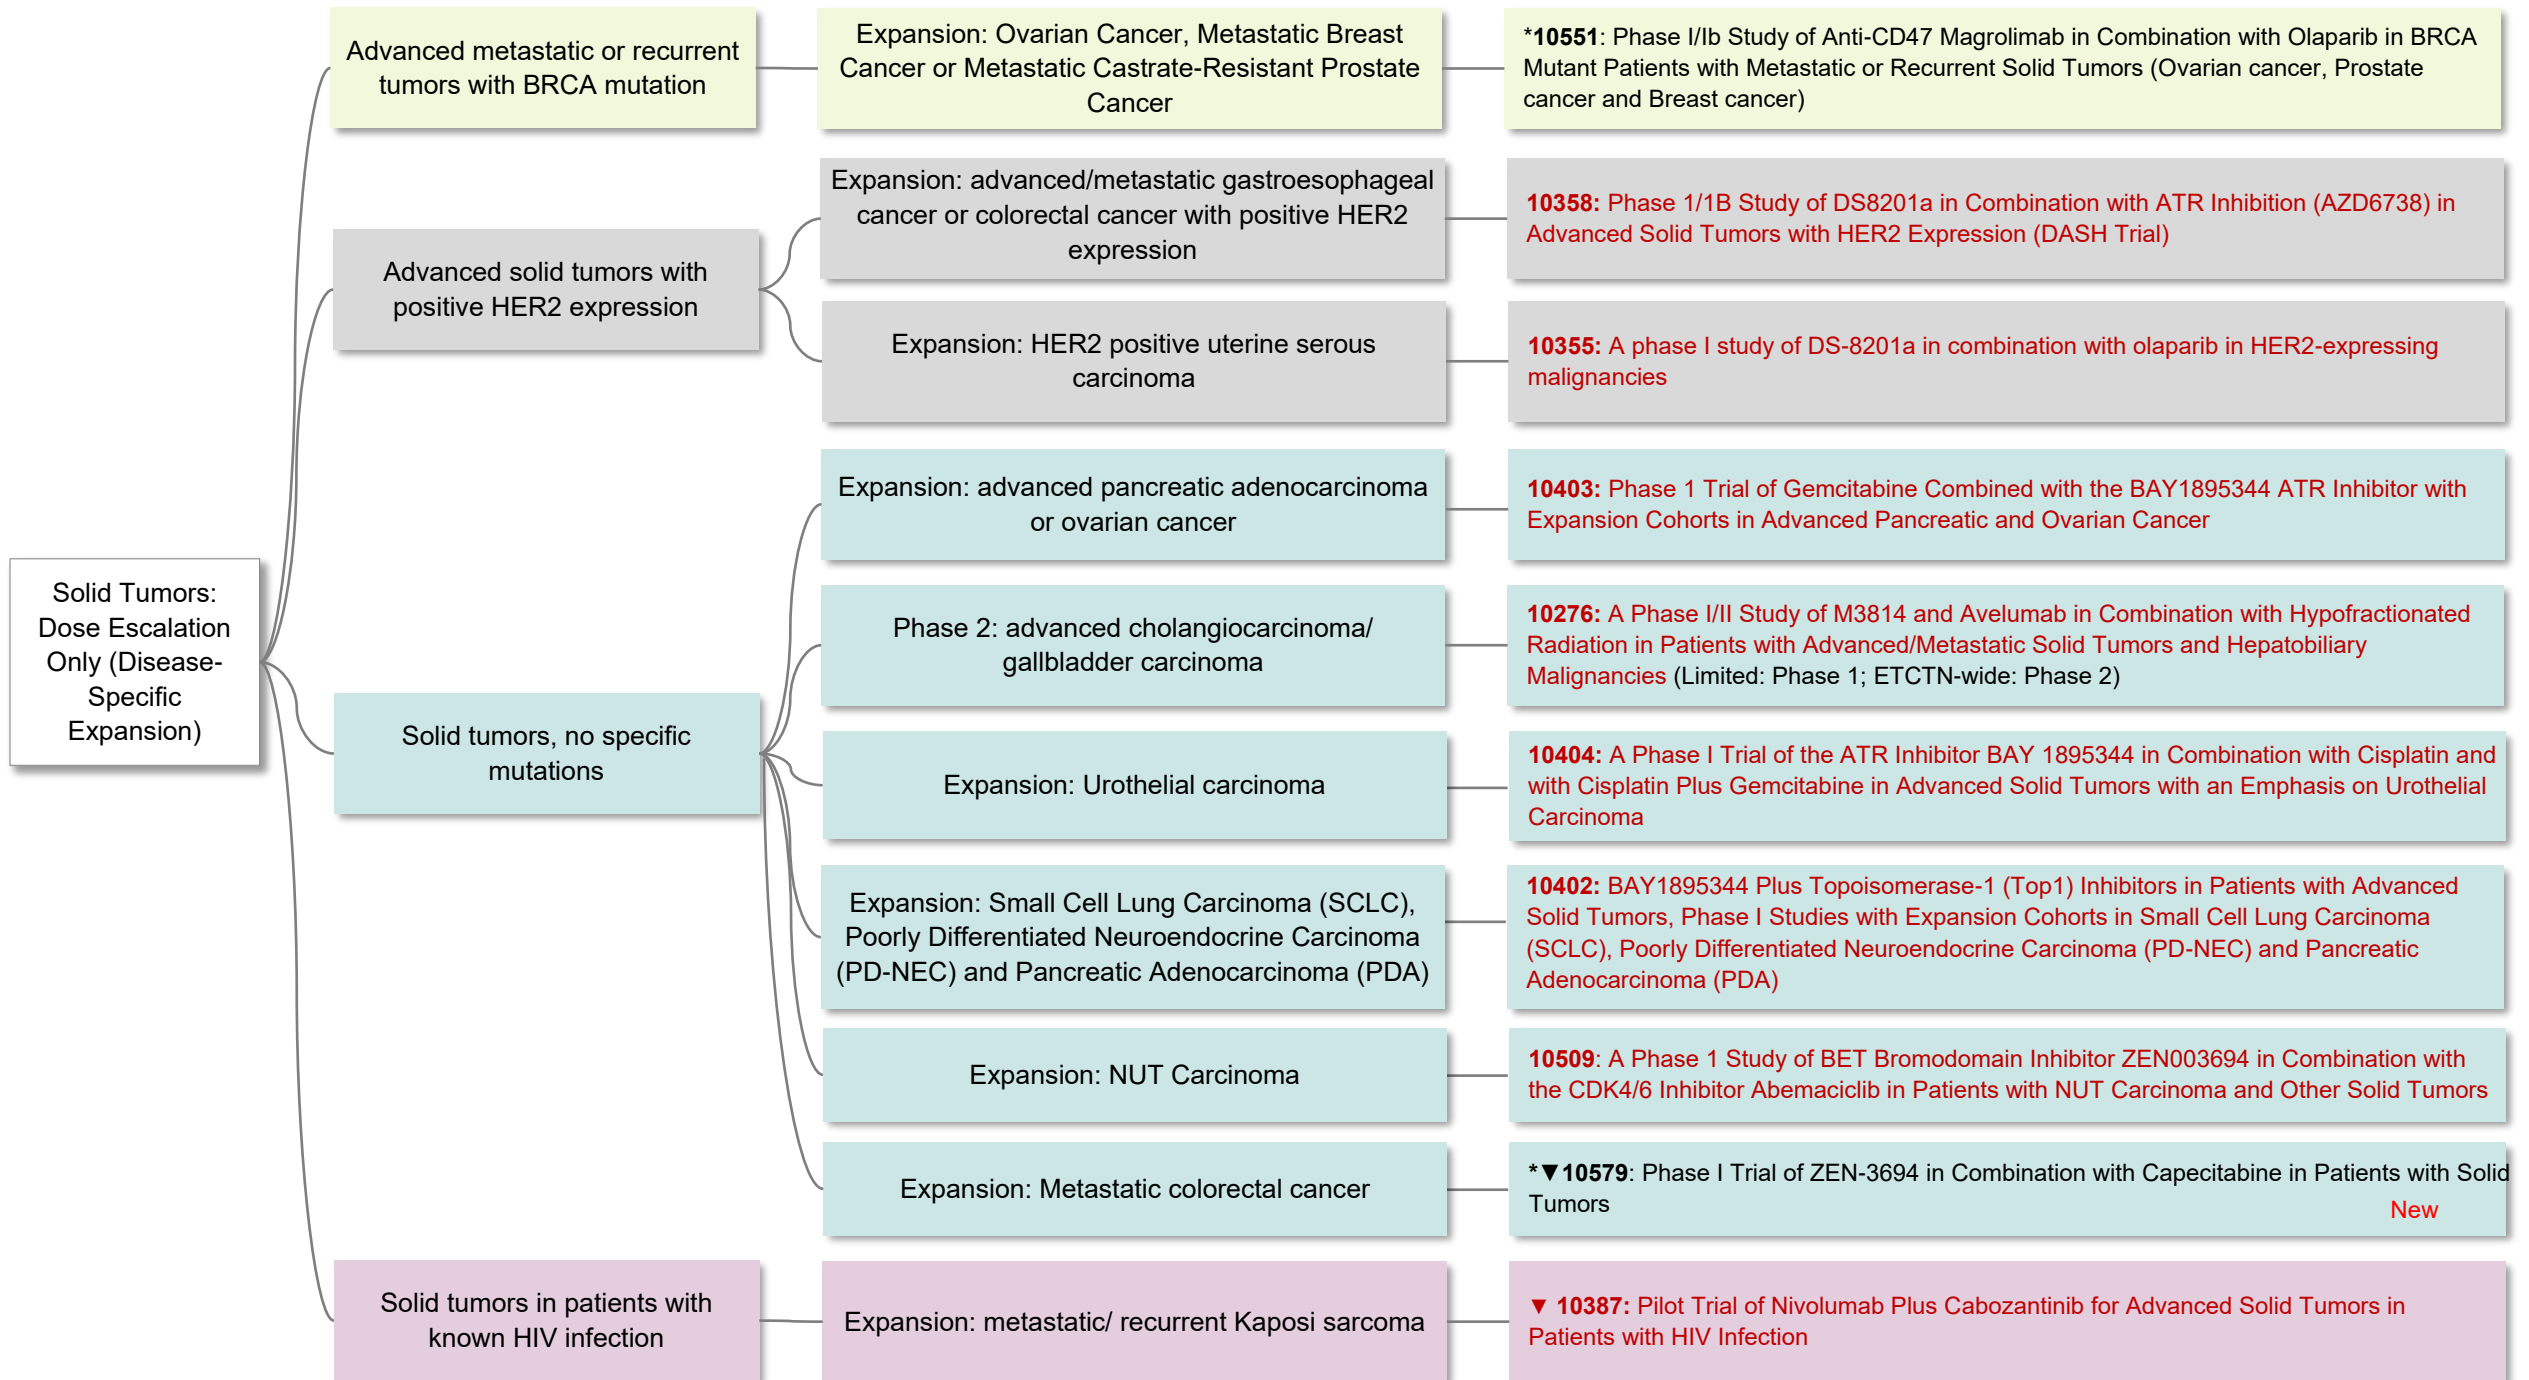 Solid Tumors:
Dose Escalation
Only (Disease-
Specific
Expansion)
Advanced metastatic or recurrent
tumors with BRCA mutation
Expansion: Ovarian Cancer, Metastatic Breast
Cancer or Metastatic Castrate-Resistant Prostate
Cancer
*10551: Phase I/Ib Study of Anti-CD47 Magrolimab in Combination with Olaparib in BRCA
Mutant Patients with Metastatic or Recurrent Solid Tumors (Ovarian cancer, Prostate
cancer and Breast cancer)
Advanced solid tumors with
positive HER2 expression
Expansion: advanced/metastatic gastroesophageal
cancer or colorectal cancer with positive HER2
expression
10358: Phase 1/1B Study of DS8201a in Combination with ATR Inhibition (AZD6738) in
Advanced Solid Tumors with HER2 Expression (DASH Trial)
Expansion: HER2 positive uterine serous
carcinoma
10355: A phase I study of DS-8201a in combination with olaparib in HER2-expressing
malignancies
Solid tumors, no specific
mutations
Expansion: advanced pancreatic adenocarcinoma
or ovarian cancer
10403: Phase 1 Trial of Gemcitabine Combined with the BAY1895344 ATR Inhibitor with
Expansion Cohorts in Advanced Pancreatic and Ovarian Cancer
Phase 2: advanced cholangiocarcinoma/
gallbladder carcinoma
10276: A Phase I/II Study of M3814 and Avelumab in Combination with Hypofractionated
Radiation in Patients with Advanced/Metastatic Solid Tumors and Hepatobiliary
Malignancies (Limited: Phase 1; ETCTN-wide: Phase 2)
Expansion: Urothelial carcinoma
10404: A Phase I Trial of the ATR Inhibitor BAY 1895344 in Combination with Cisplatin and
with Cisplatin Plus Gemcitabine in Advanced Solid Tumors with an Emphasis on Urothelial
Carcinoma
Expansion: Small Cell Lung Carcinoma (SCLC),
Poorly Differentiated Neuroendocrine Carcinoma
(PD-NEC) and Pancreatic Adenocarcinoma (PDA)
10402: BAY1895344 Plus Topoisomerase-1 (Top1) Inhibitors in Patients with Advanced
Solid Tumors, Phase I Studies with Expansion Cohorts in Small Cell Lung Carcinoma
(SCLC), Poorly Differentiated Neuroendocrine Carcinoma (PD-NEC) and Pancreatic
Adenocarcinoma (PDA)
Expansion: NUT Carcinoma
10509: A Phase 1 Study of BET Bromodomain Inhibitor ZEN003694 in Combination with
the CDK4/6 Inhibitor Abemaciclib in Patients with NUT Carcinoma and Other Solid Tumors
Expansion: Metastatic colorectal cancer
*▼10579: Phase I Trial of ZEN-3694 in Combination with Capecitabine in Patients with Solid
Tumors
New
Solid tumors in patients with
known HIV infection
Expansion: metastatic/ recurrent Kaposi sarcoma
▼ 10387: Pilot Trial of Nivolumab Plus Cabozantinib for Advanced Solid Tumors in
Patients with HIV Infection